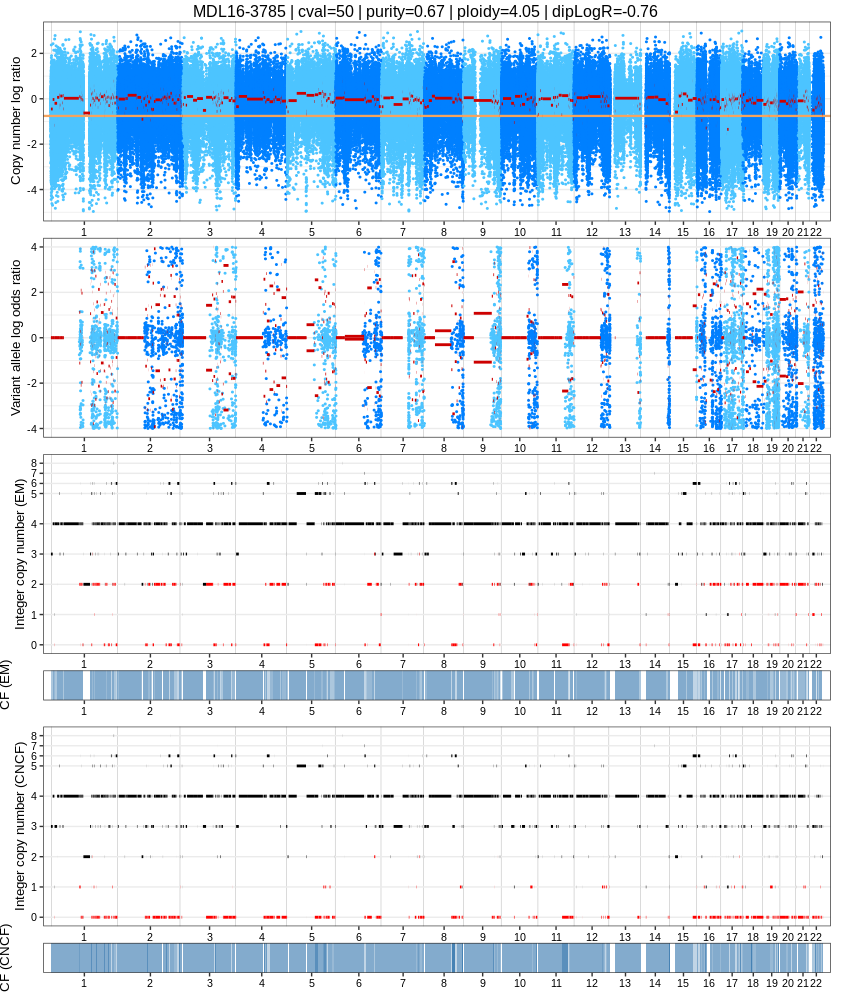 MDL16-3785 | cval=50 | purity=0.67 | ploidy=4.05 | dipLogR=-0.76
Copy number log ratio
2
0
-2
-4
1 2 3 4 5 6 7 8 9 10 11 12 13 14 15 16 17 18 19 20 21 22
Variant allele log odds ratio
4
2
0
-2
-4
1 2 3 4 5 6 7 8 9 10 11 12 13 14 15 16 17 18 19 20 21 22
Integer copy number (EM)
8
7
6
5
4
3
2
1
0
1 2 3 4 5 6 7 8 9 10 11 12 13 14 15 16 17 18 19 20 21 22
CF (EM)
1 2 3 4 5 6 7 8 9 10 11 12 13 14 15 16 17 18 19 20 21 22
Integer copy number (CNCF)
8
7
6
5
4
3
2
1
0
1 2 3 4 5 6 7 8 9 10 11 12 13 14 15 16 17 18 19 20 21 22
CF (CNCF)
1 2 3 4 5 6 7 8 9 10 11 12 13 14 15 16 17 18 19 20 21 22